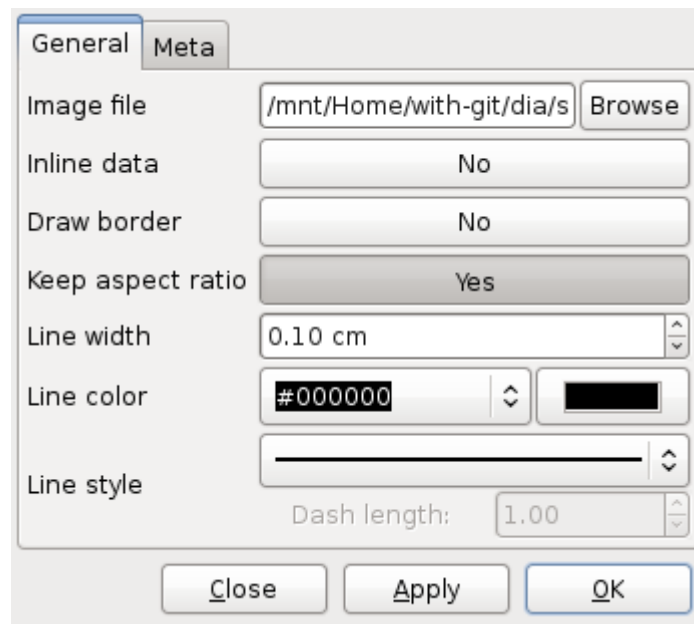 General Meta
Image file /mnt/Home/with-git/dia/s Browse
Inline data No
Draw border No
Keep aspect ratio Yes
Line width 0.10 cm
Line color #000000
Line style
Dash length: 1.00
Close Apply OK